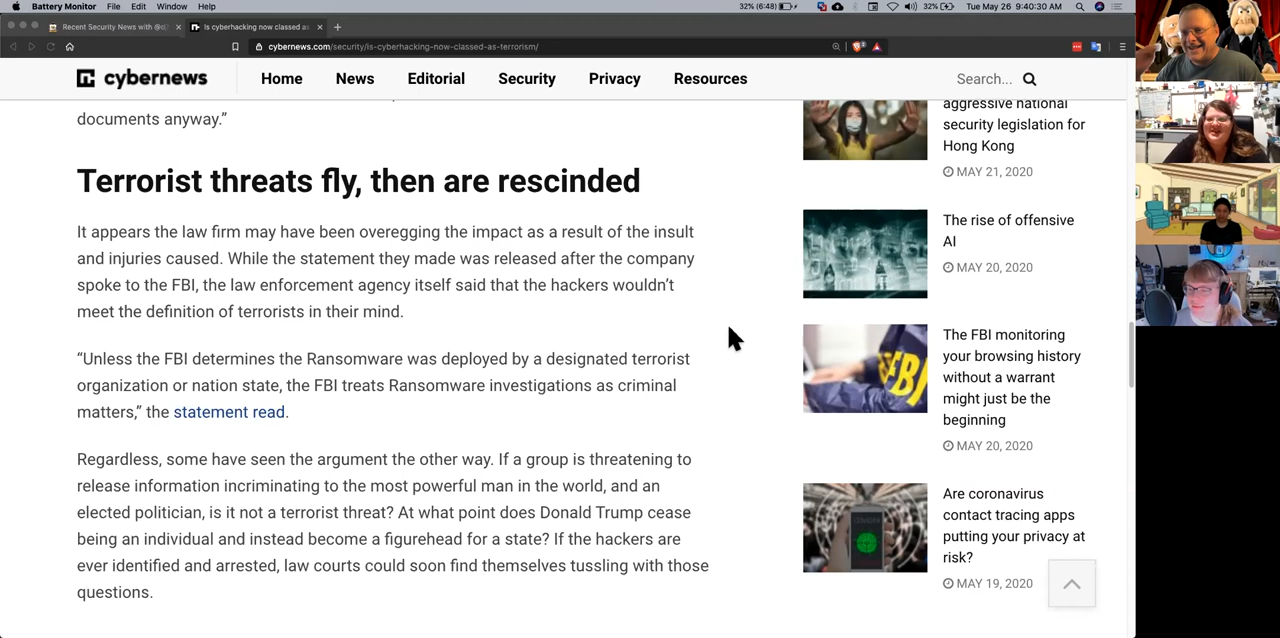 Battery Monitor File Edit Window Help
32% (6:48)
32%
Tue May 26 9:40:30 AM
Recent Security News with @d
Is cyberhacking now classed as
cybernews.com/security/is-cyberhacking-now-classed-as-terrorism/
cybernews
Home News Editorial Security Privacy Resources
Search...
documents anyway.”
Terrorist threats fly, then are rescinded
It appears the law firm may have been overegging the impact as a result of the insult
and injuries caused. While the statement they made was released after the company
spoke to the FBI, the law enforcement agency itself said that the hackers wouldn’t
meet the definition of terrorists in their mind.
“Unless the FBI determines the Ransomware was deployed by a designated terrorist
organization or nation state, the FBI treats Ransomware investigations as criminal
matters,” the statement read.
Regardless, some have seen the argument the other way. If a group is threatening to
release information incriminating to the most powerful man in the world, and an
elected politician, is it not a terrorist threat? At what point does Donald Trump cease
being an individual and instead become a figurehead for a state? If the hackers are
ever identified and arrested, law courts could soon find themselves tussling with those
questions.
aggressive national
security legislation for
Hong Kong
MAY 21, 2020
The rise of offensive
AI
MAY 20, 2020
FBI
The FBI monitoring
your browsing history
without a warrant
might just be the
beginning
MAY 20, 2020
Are coronavirus
contact tracing apps
putting your privacy at
risk?
MAY 19, 2020